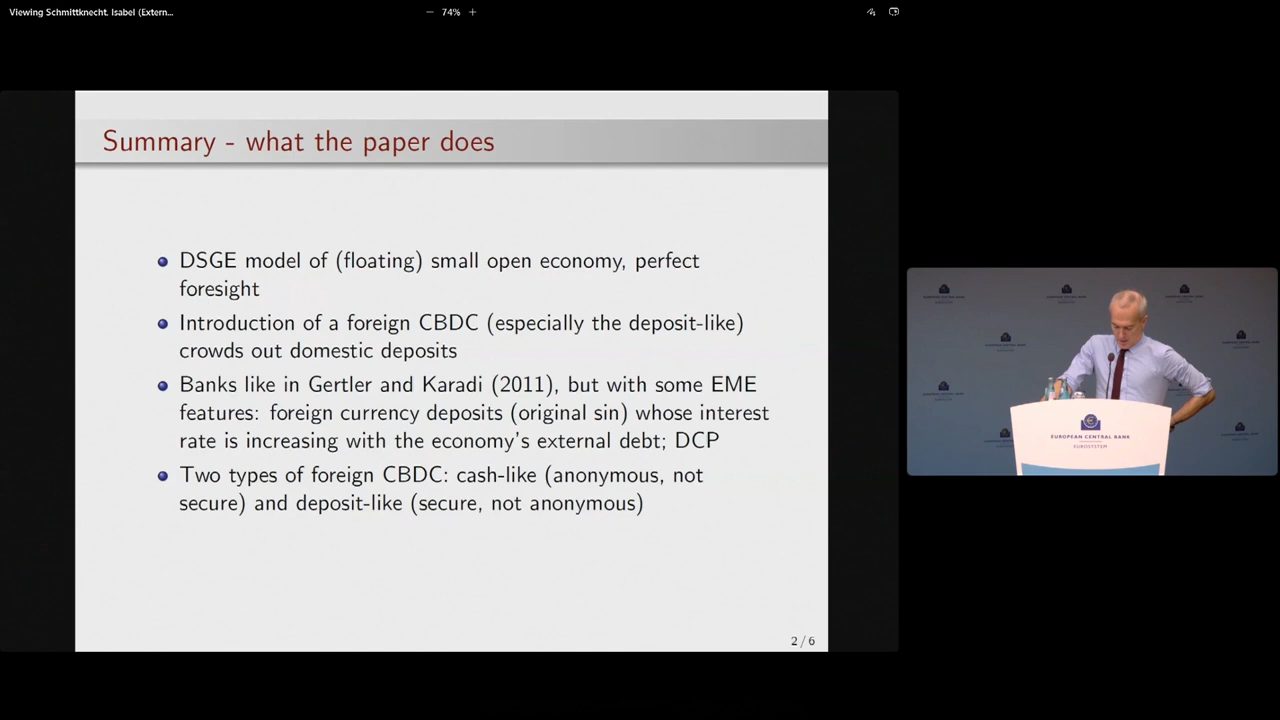 Viewing Schmittknecht, Isabel (Extern...
74%
Summary - what the paper does
DSGE model of (floating) small open economy, perfect
foresight
Introduction of a foreign CBDC (especially the deposit-like)
crowds out domestic deposits
Banks like in Gertler and Karadi (2011), but with some EME
features: foreign currency deposits (original sin) whose interest
rate is increasing with the economy's external debt; DCP
Two types of foreign CBDC: cash-like (anonymous, not
secure) and deposit-like (secure, not anonymous)
2 / 6
EUROPEAN CENTRAL BANK
EUROSYSTEM